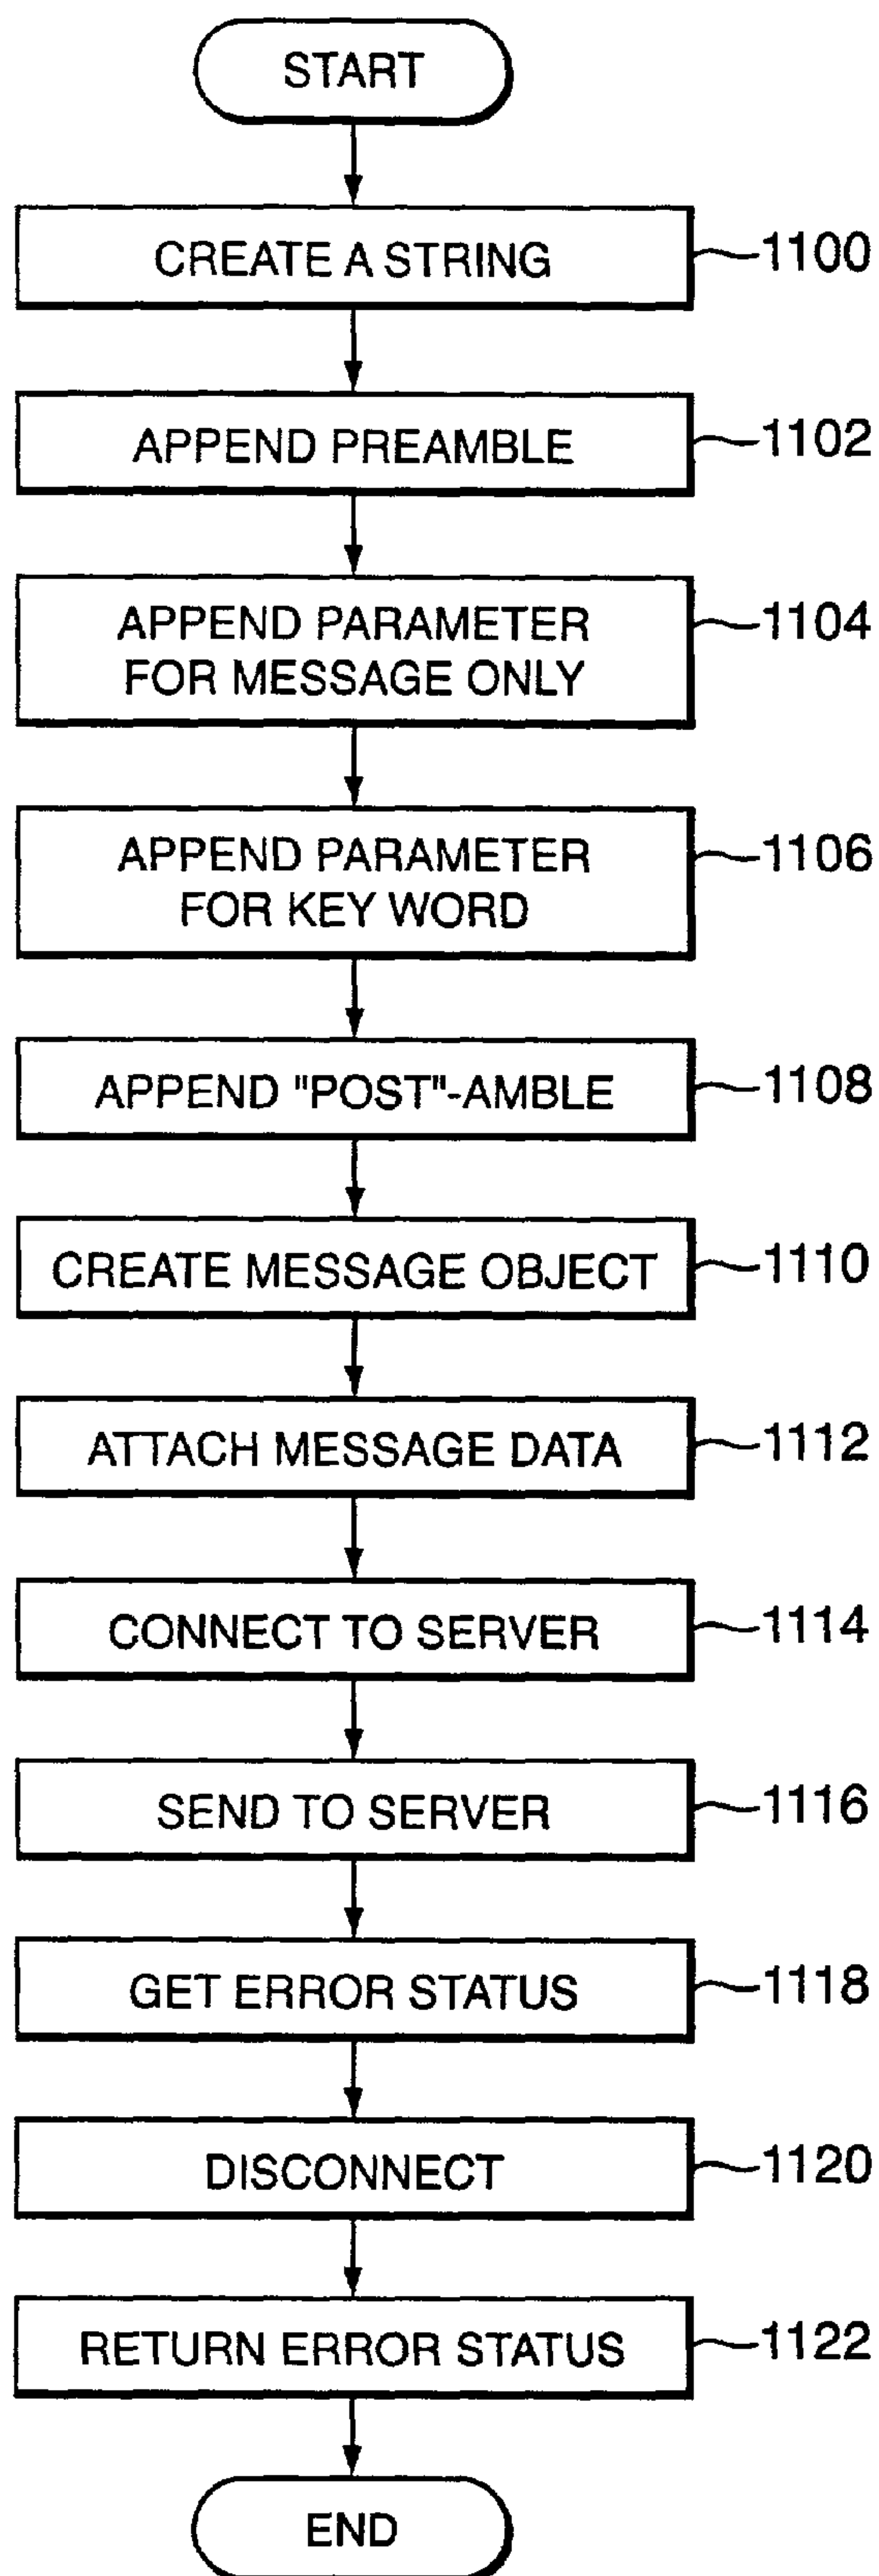 START
CREATE A STRING
1100
APPEND PREAMBLE
1102
APPEND PARAMETER
FOR MESSAGE ONLY
1104
APPEND PARAMETER
FOR KEY WORD
1106
APPEND "POST"-AMBLE
1108
CREATE MESSAGE OBJECT
1110
ATTACH MESSAGE DATA
1112
CONNECT TO SERVER
1114
SEND TO SERVER
1116
GET ERROR STATUS
1118
DISCONNECT
1120
RETURN ERROR STATUS
1122
END